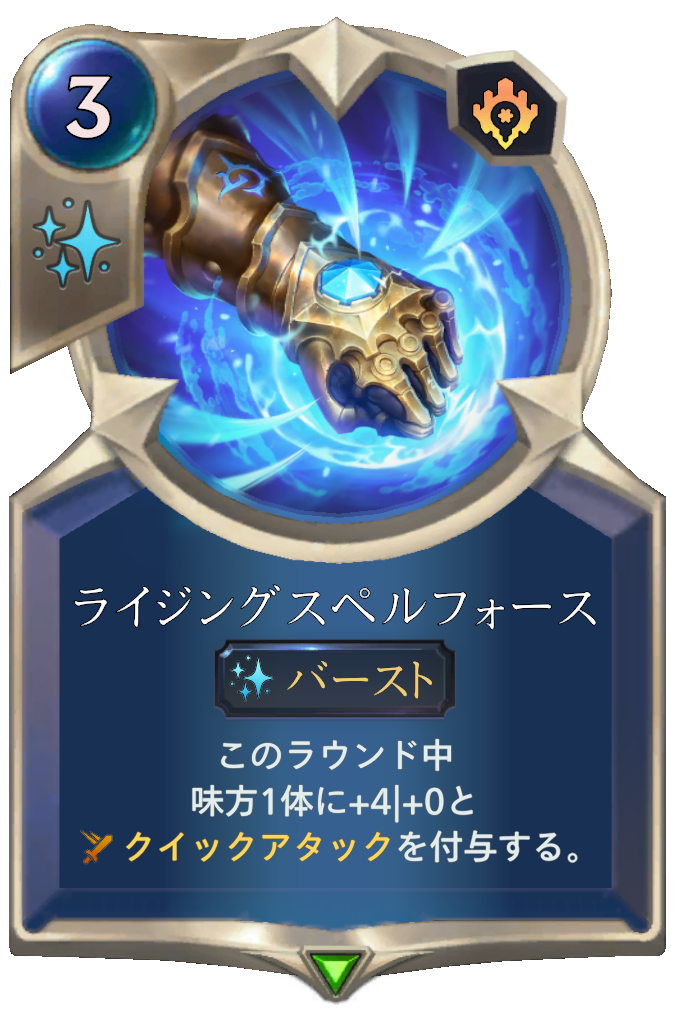 3
ライジングスペルフォース
バースト
このラウンド中
味方1体に+4|+0と
クイックアタックを付与する。